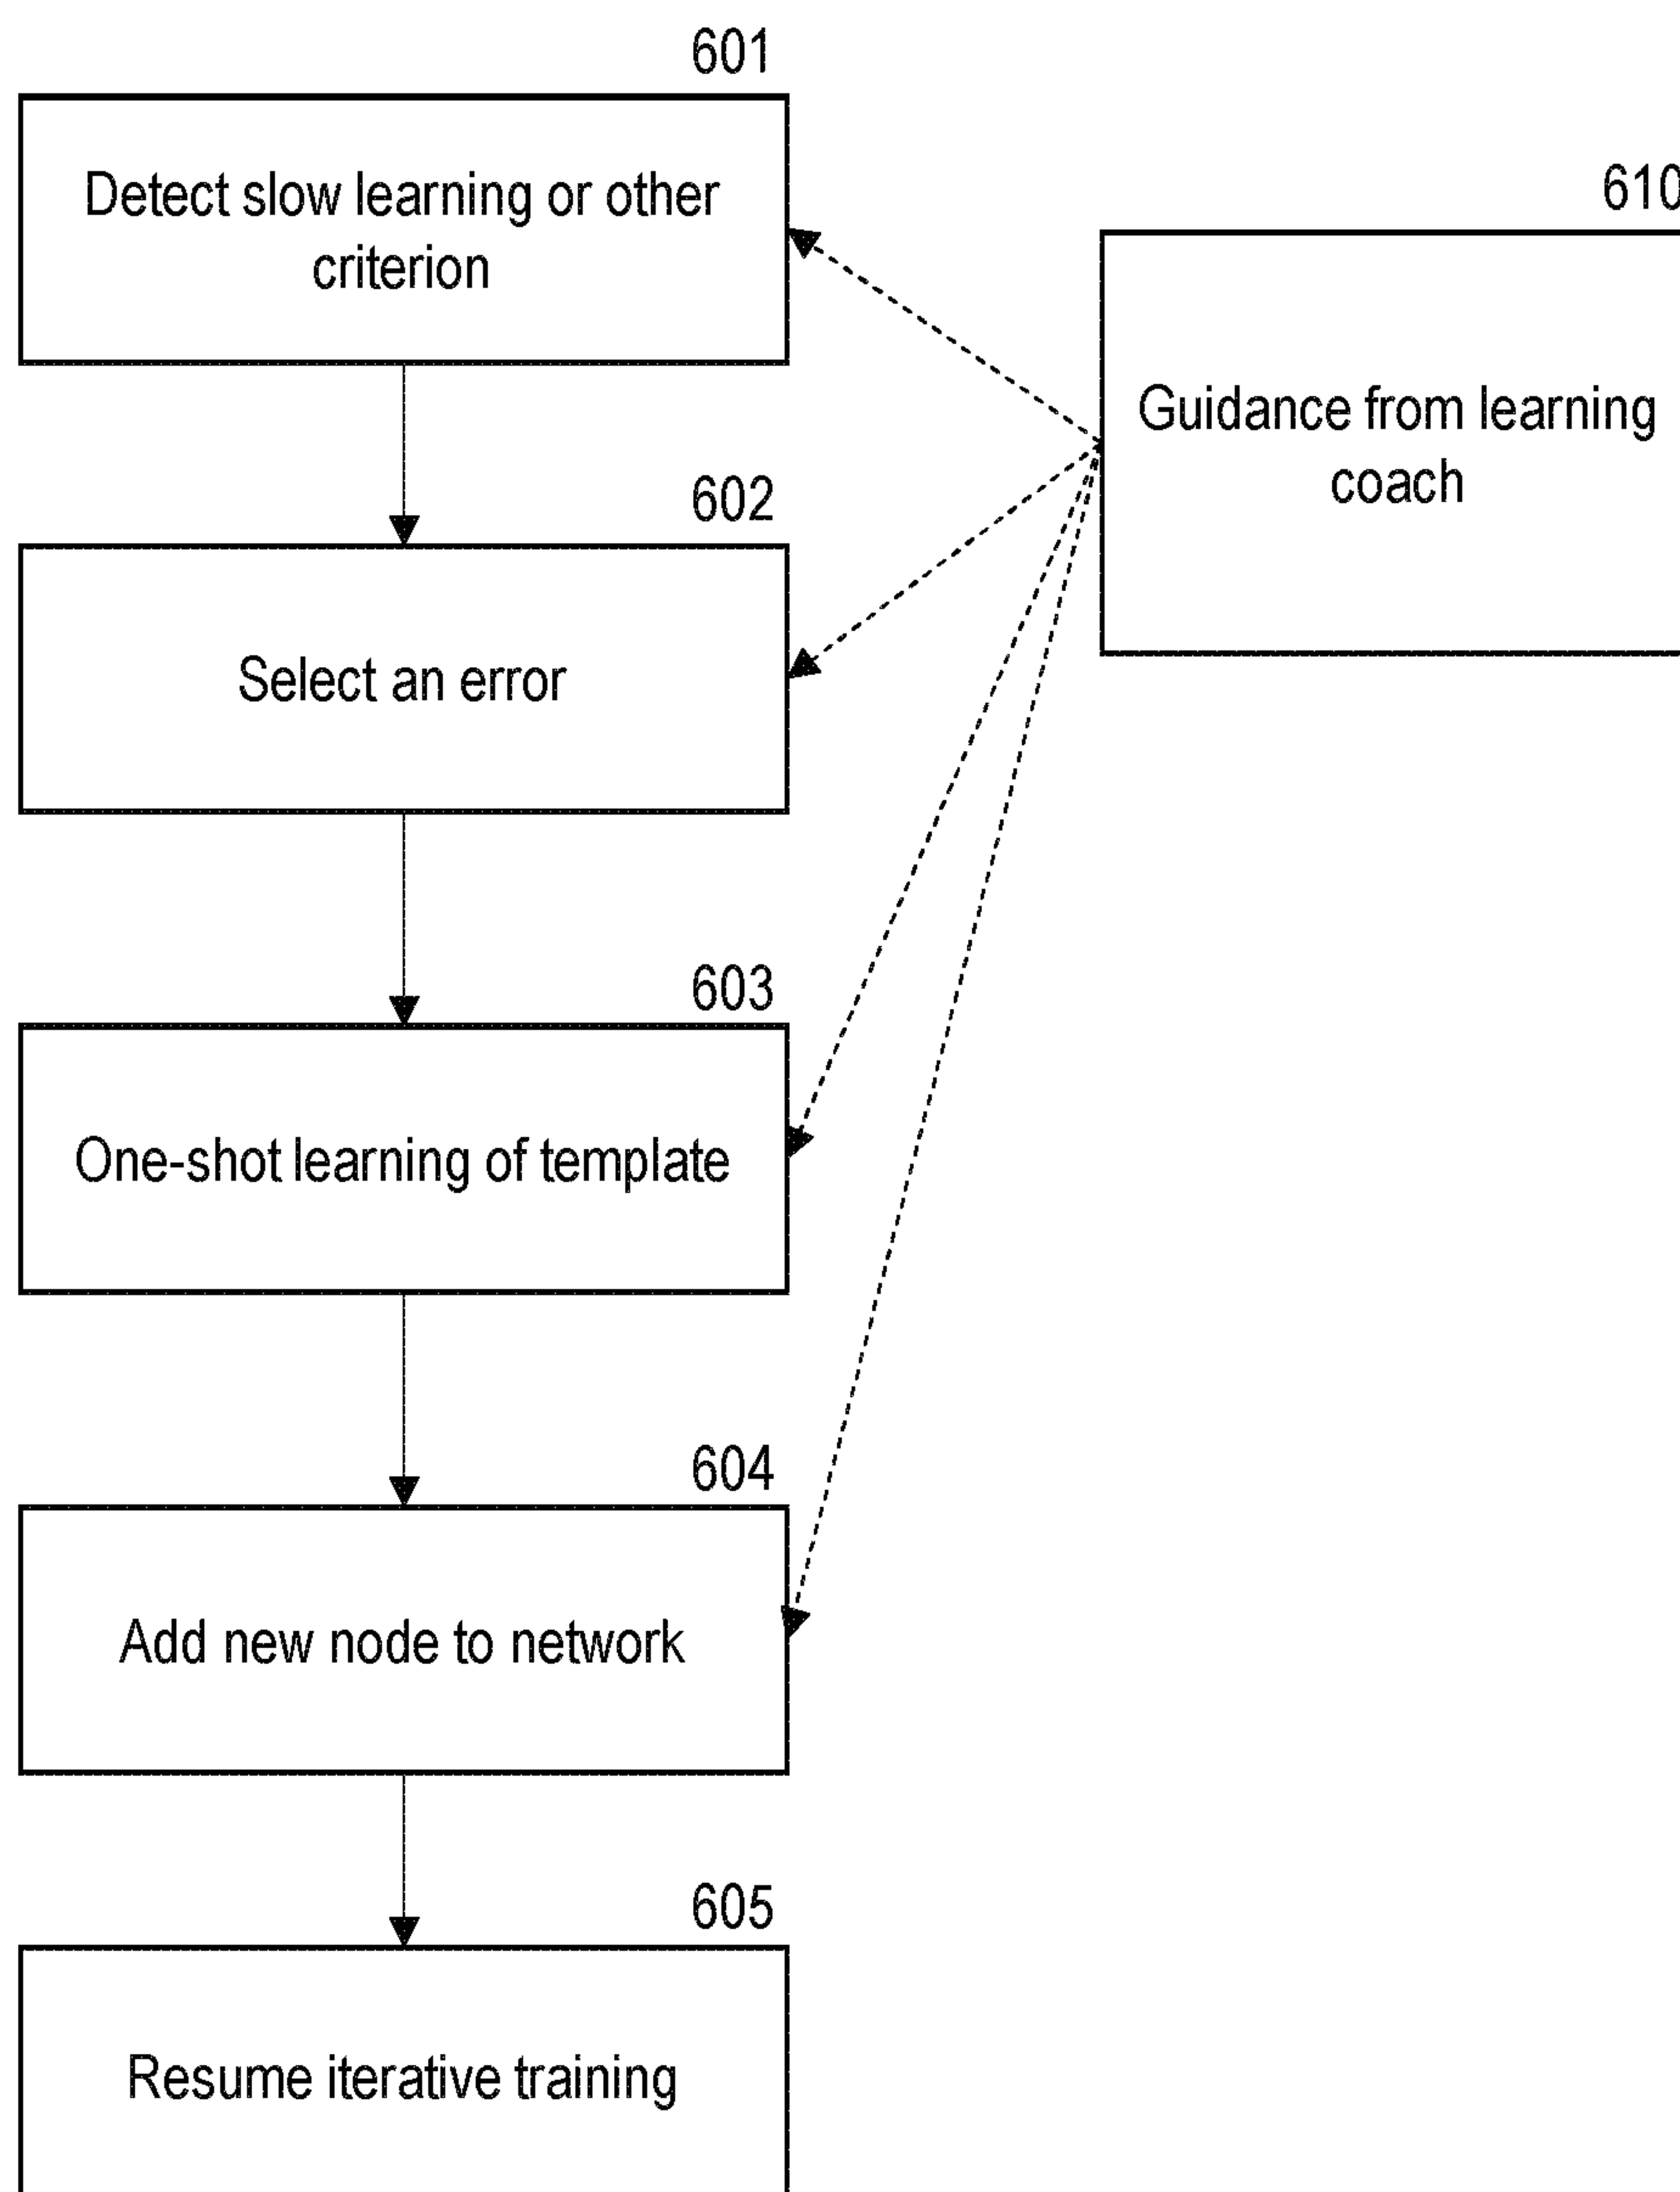 601
Detect slow learning or other
criterion
610
Guidance from learning
coach
602
Select an error
603
One-shot learning of template
604
Add new node to network
605
Resume iterative training